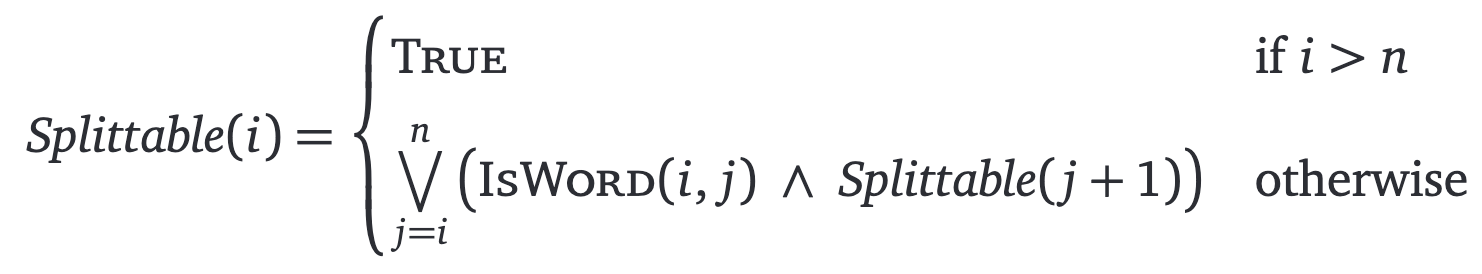 Splittable(i) = { TRUE if i > n
⋁_{j=i}^{n} (ISWORD(i, j) ∧ Splittable(j + 1)) otherwise